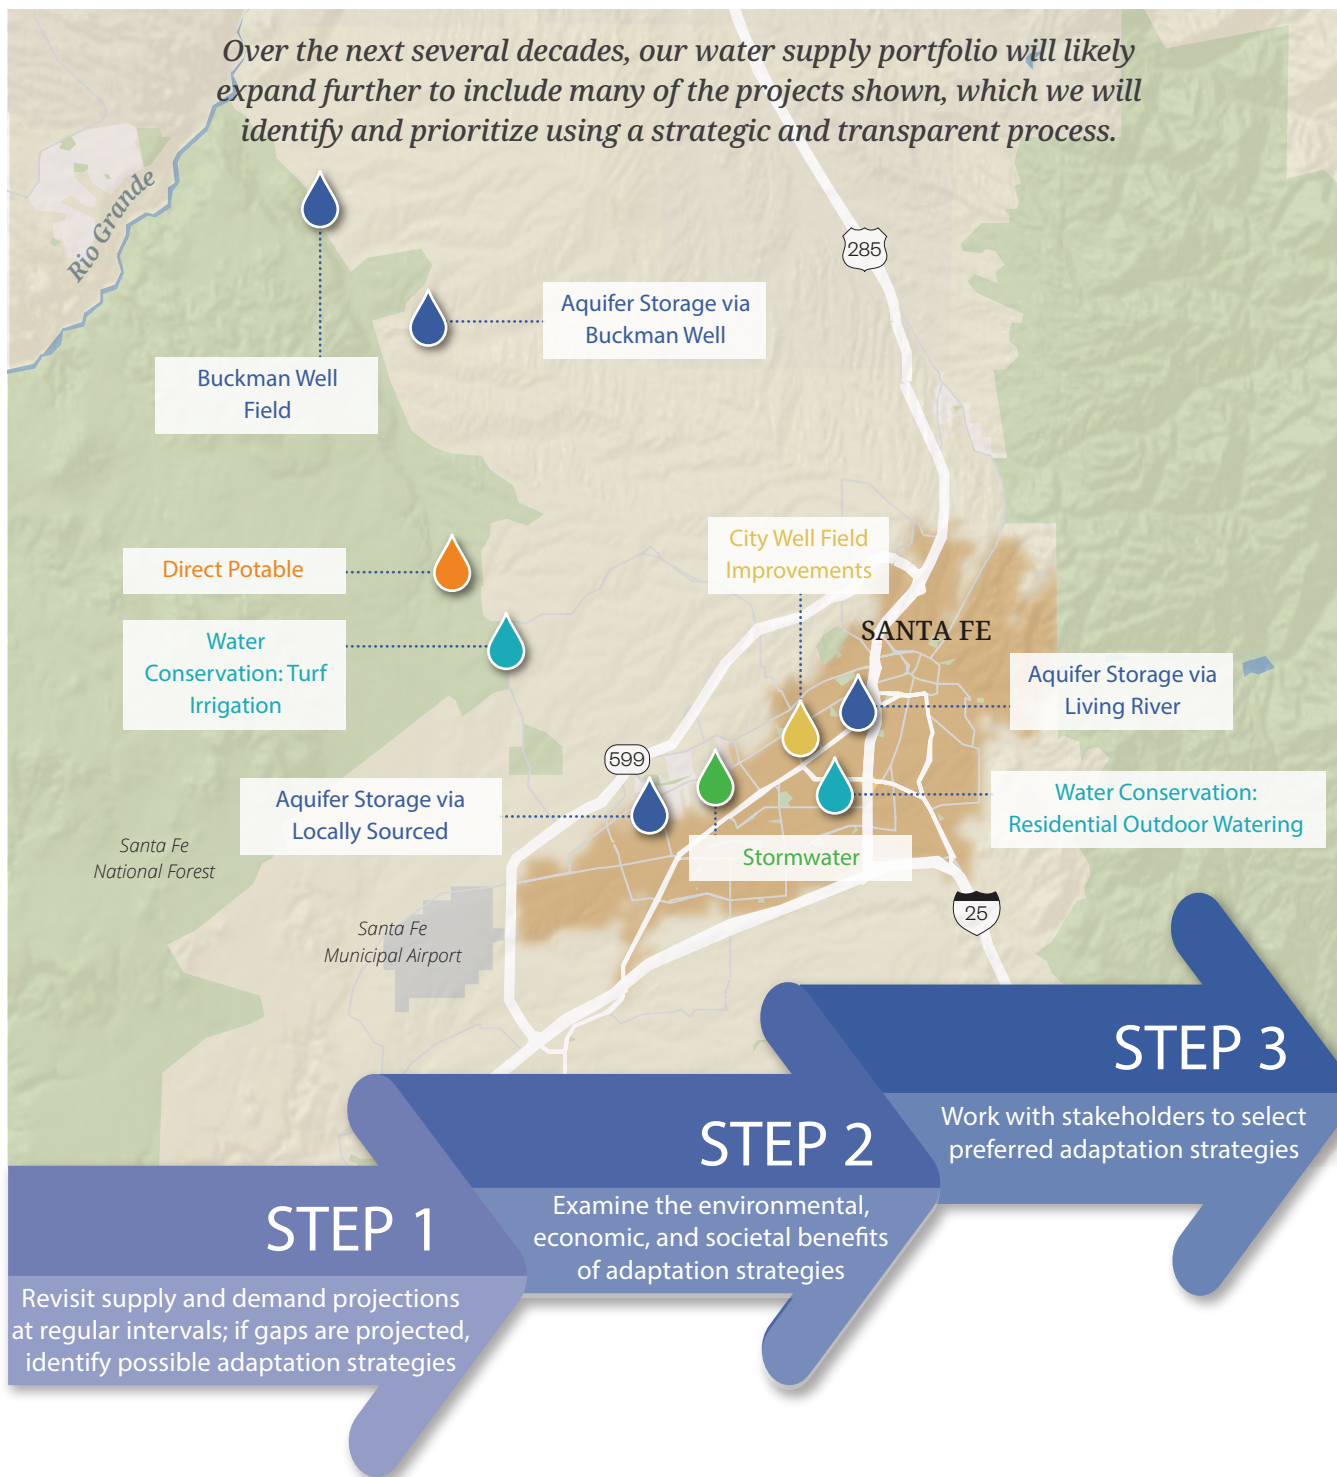 Over the next several decades, our water supply portfolio will likely
expand further to include many of the projects shown, which we will
identify and prioritize using a strategic and transparent process.
Rio Grande
285
Aquifer Storage via
Buckman Well
Buckman Well
Field
City Well Field
Improvements
Direct Potable
SANTA FE
Water
Conservation: Turf
Irrigation
Aquifer Storage via
Living River
599
Aquifer Storage via
Locally Sourced
Water Conservation:
Residential Outdoor Watering
Stormwater
Santa Fe
National Forest
25
Santa Fe
Municipal Airport
STEP 1
Revisit supply and demand projections
at regular intervals; if gaps are projected,
identify possible adaptation strategies
STEP 2
Examine the environmental,
economic, and societal benefits
of adaptation strategies
STEP 3
Work with stakeholders to select
preferred adaptation strategies